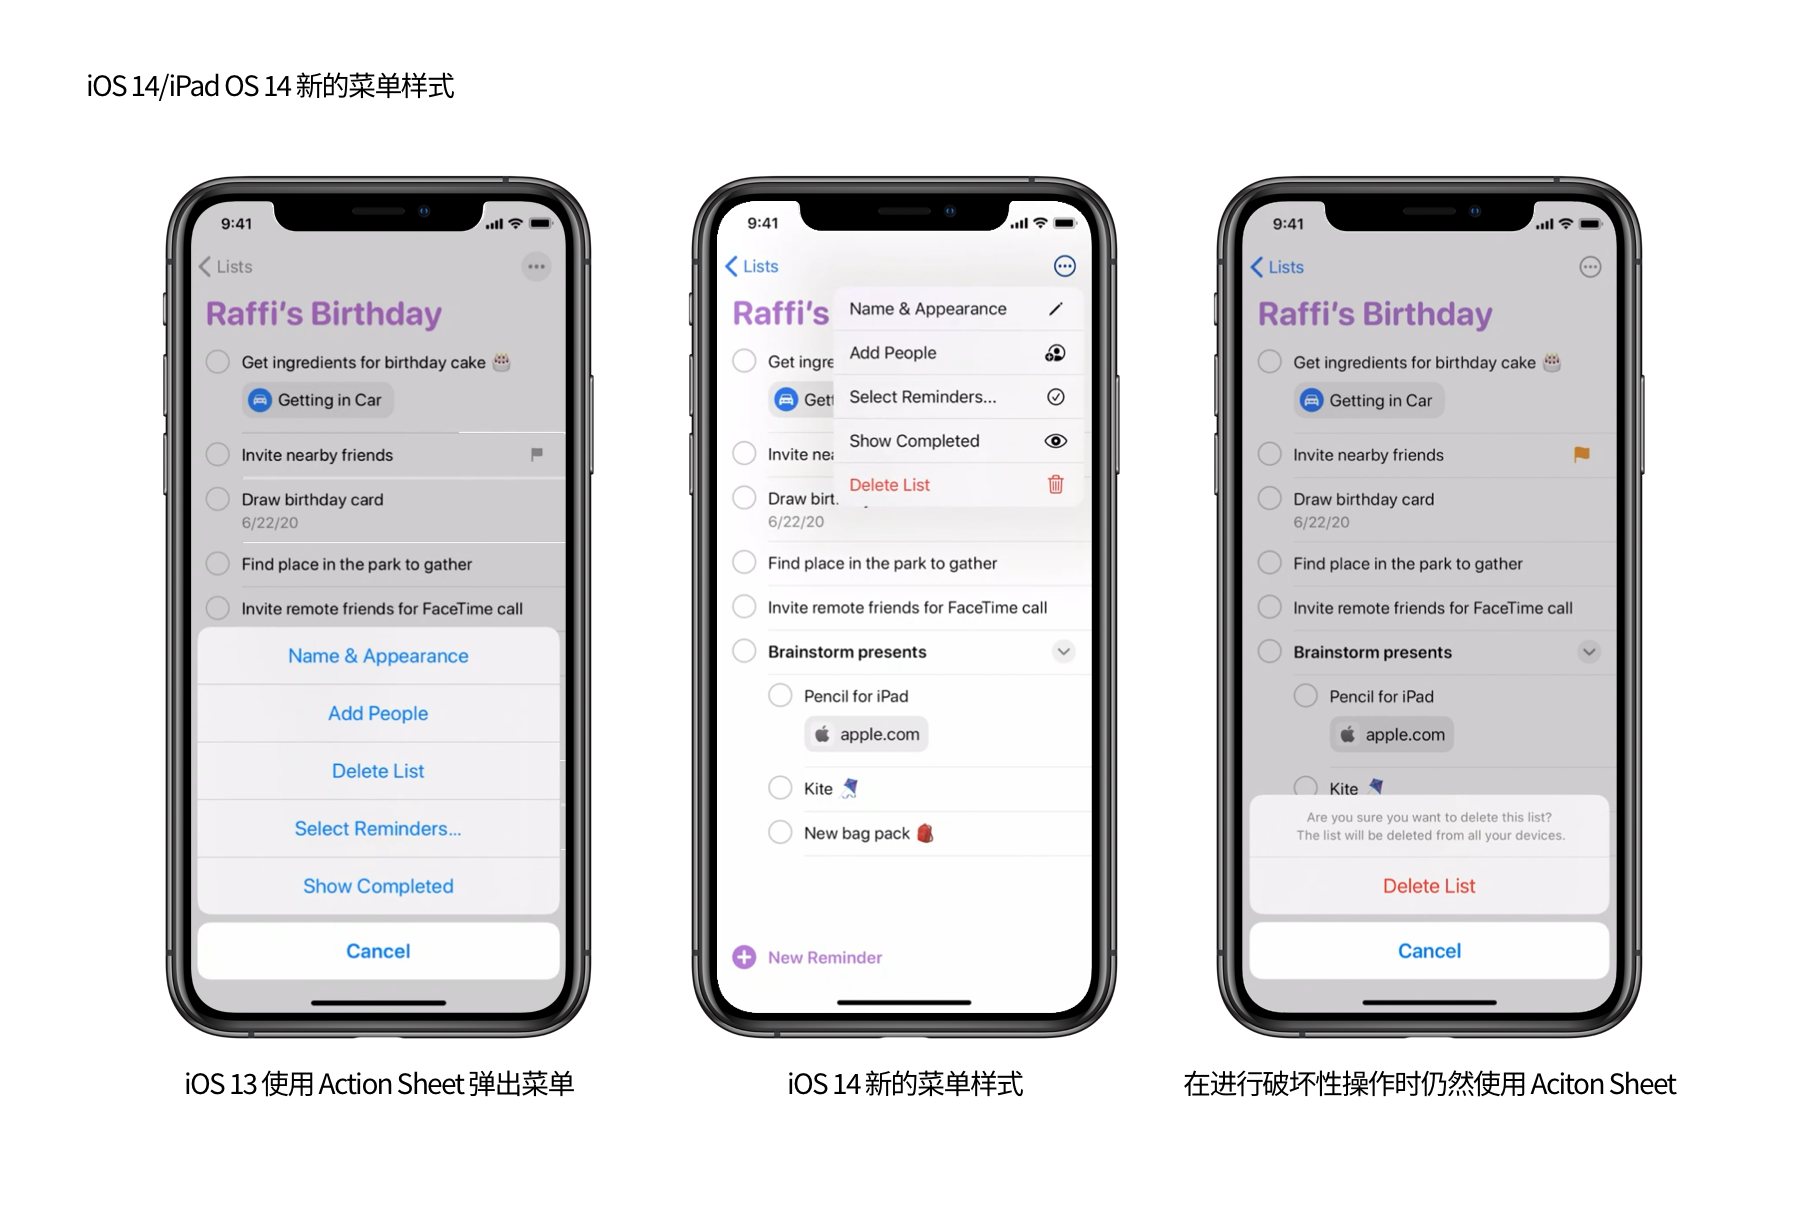 iOS 14/iPad OS 14 新的菜单样式
9:41
Lists
Raffi's Birthday
Get ingredients for birthday cake 🎂
Getting in Car
Invite nearby friends
Draw birthday card
6/22/20
Find place in the park to gather
Invite remote friends for FaceTime call
Name & Appearance
Add People
Delete List
Select Reminders...
Show Completed
Cancel
iOS 13 使用 Action Sheet 弹出菜单
9:41
Lists
Raffi's
Name & Appearance
Add People
Select Reminders...
Show Completed
Delete List
Get ingre
Gett
Invite nea
Draw birt
6/22/20
Find place in the park to gather
Invite remote friends for FaceTime call
Brainstorm presents
Pencil for iPad
apple.com
Kite 🪁
New bag pack 🎒
New Reminder
iOS 14 新的菜单样式
9:41
Lists
Raffi's Birthday
Get ingredients for birthday cake 🎂
Getting in Car
Invite nearby friends
Draw birthday card
6/22/20
Find place in the park to gather
Invite remote friends for FaceTime call
Brainstorm presents
Pencil for iPad
apple.com
Kite 🪁
Are you sure you want to delete this list?
The list will be deleted from all your devices.
Delete List
Cancel
在进行破坏性操作时仍然使用 Aciton Sheet